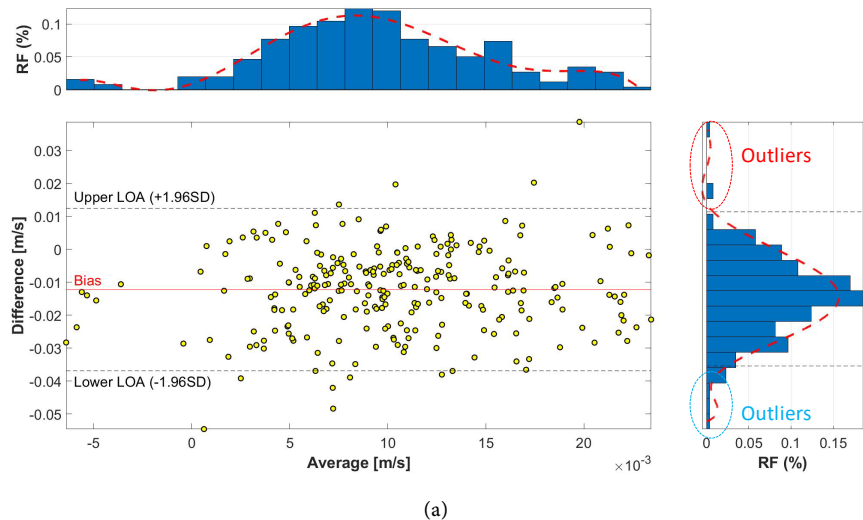 RF (%)
0.1
0
Difference [m/s]
0.03
0.02
0.01
0
-0.01
-0.02
-0.03
-0.04
-0.05
Upper LOA (+1.96SD)
Bias
Lower LOA (-1.96SD)
-5
0
5
10
15
20
Average [m/s]
×10⁻³
Outliers
Outliers
0
0.05
0.1
0.15
RF (%)
(a)